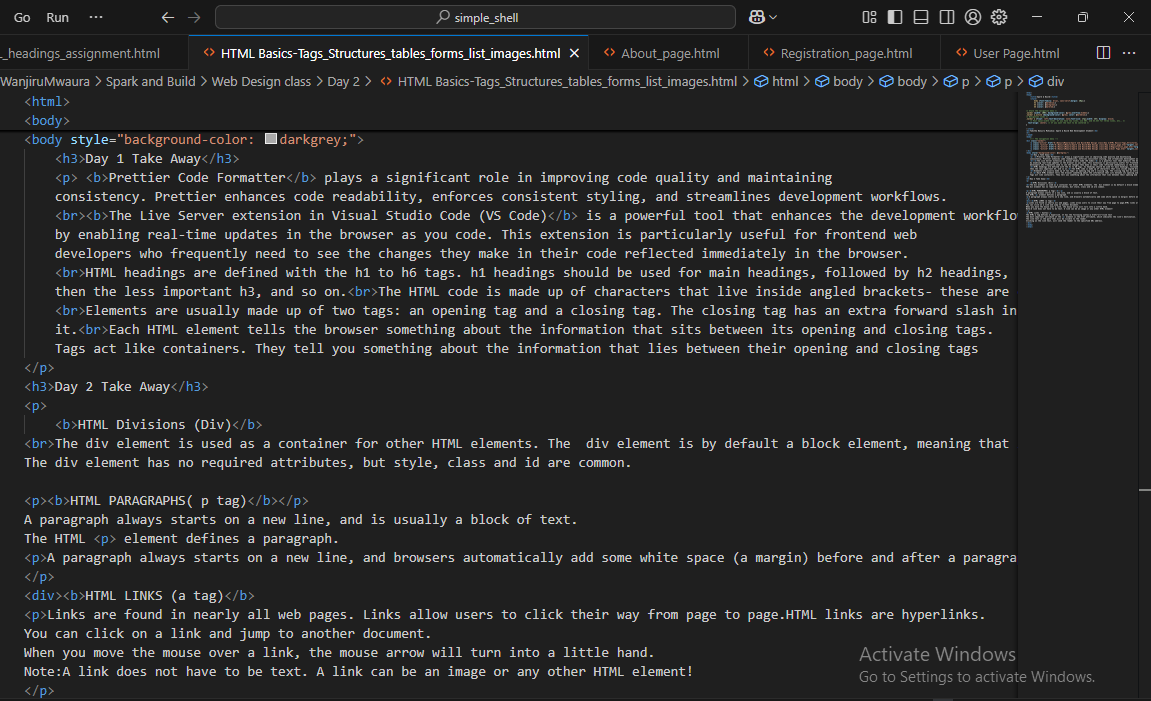 Go Run ··· simple_shell
_headings_assignment.html HTML Basics-Tags_Structures_tables_forms_list_images.html About_page.html Registration_page.html User Page.html
WanjiruMwaura > Spark and Build > Web Design class > Day 2 > HTML Basics-Tags_Structures_tables_forms_list_images.html > html > body > body > p > p > div
<html>
<body>
<body style="background-color: darkgrey;">
<h3>Day 1 Take Away</h3>
<p> <b>Prettier Code Formatter</b> plays a significant role in improving code quality and maintaining
consistency. Prettier enhances code readability, enforces consistent styling, and streamlines development workflows.
<br><b>The Live Server extension in Visual Studio Code (VS Code)</b> is a powerful tool that enhances the development workflo
by enabling real-time updates in the browser as you code. This extension is particularly useful for frontend web
developers who frequently need to see the changes they make in their code reflected immediately in the browser.
<br>HTML headings are defined with the h1 to h6 tags. h1 headings should be used for main headings, followed by h2 headings,
then the less important h3, and so on.<br>The HTML code is made up of characters that live inside angled brackets- these are
<br>Elements are usually made up of two tags: an opening tag and a closing tag. The closing tag has an extra forward slash in
it.<br>Each HTML element tells the browser something about the information that sits between its opening and closing tags.
Tags act like containers. They tell you something about the information that lies between their opening and closing tags
</p>
<h3>Day 2 Take Away</h3>
<p>
<b>HTML Divisions (Div)</b>
<br>The div element is used as a container for other HTML elements. The  div element is by default a block element, meaning that
The div element has no required attributes, but style, class and id are common.
<p><b>HTML PARAGRAPHS( p tag)</b></p>
A paragraph always starts on a new line, and is usually a block of text.
The HTML <p> element defines a paragraph.
<p>A paragraph always starts on a new line, and browsers automatically add some white space (a margin) before and after a paragra
</p>
<div><b>HTML LINKS (a tag)</b>
<p>Links are found in nearly all web pages. Links allow users to click their way from page to page.HTML links are hyperlinks.
You can click on a link and jump to another document.
When you move the mouse over a link, the mouse arrow will turn into a little hand.
Note:A link does not have to be text. A link can be an image or any other HTML element!
</p>
Activate Windows
Go to Settings to activate Windows.